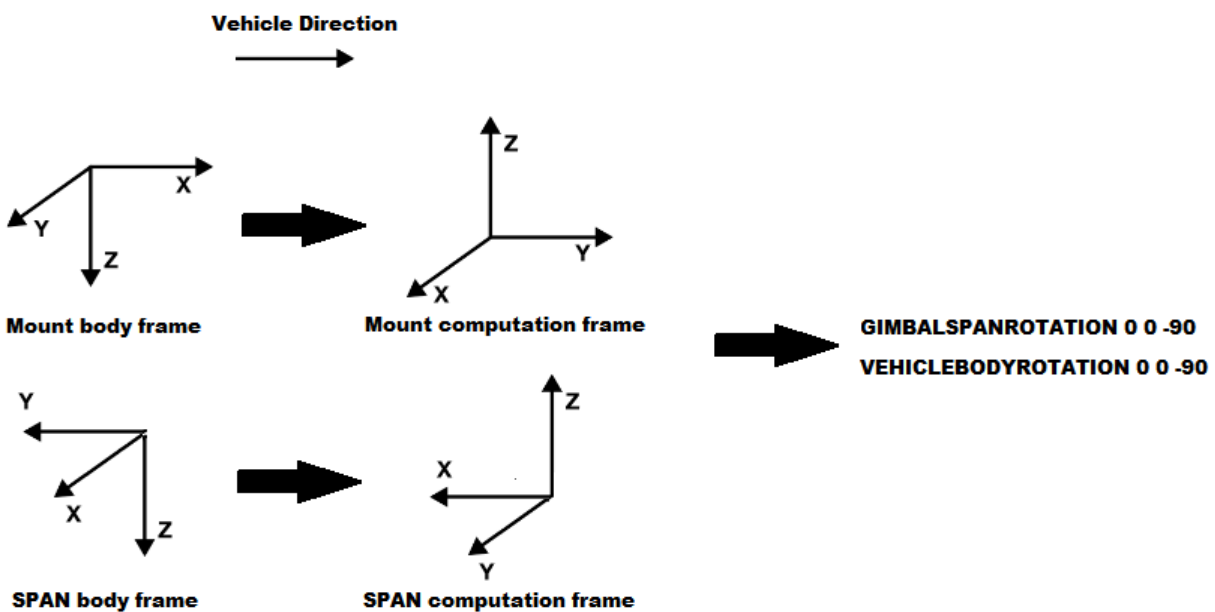 Vehicle Direction
X
Y
Z
Mount body frame
Z
Y
X
Mount computation frame
GIMBALSPANROTATION 0 0 -90
VEHICLEBODYROTATION 0 0 -90
Y
X
Z
SPAN body frame
Z
X
Y
SPAN computation frame